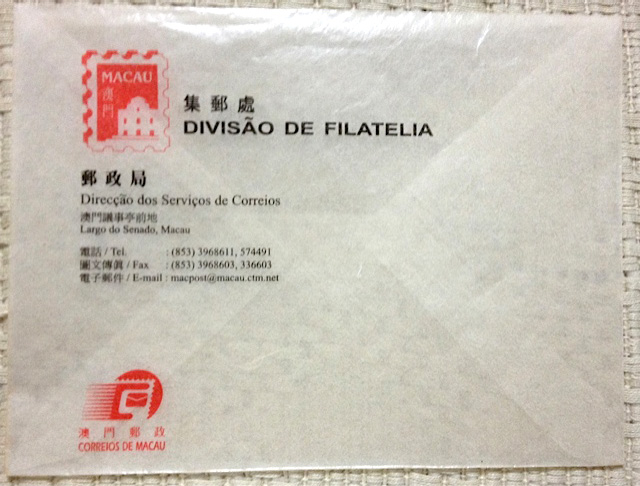 MACAU
澳門
集郵處
DIVISÃO DE FILATELIA
郵政局
Direcção dos Serviços de Correios
澳門議事亭前地
Largo do Senado, Macau
電話 / Tel. : (853) 3968611, 574491
圖文傳真 / Fax : (853) 3968603, 336603
電子郵件 / E-mail : macpost@macau.ctm.net
澳門郵政
CORREIOS DE MACAU